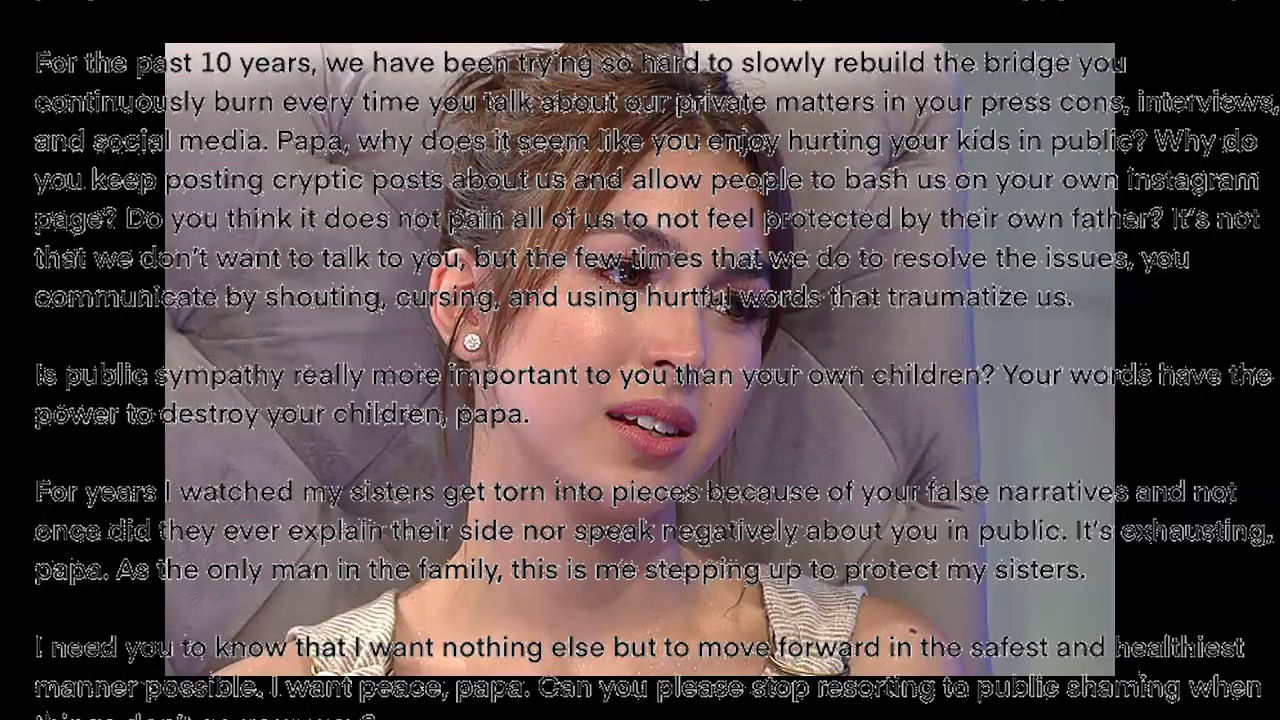 For the past 10 years, we have been trying so hard to slowly rebuild the bridge you
continuously burn every time you talk about our private matters in your press cons, interviews,
and social media. Papa, why does it seem like you enjoy hurting your kids in public? Why do
you keep posting cryptic posts about us and allow people to bash us on your own instagram
page? Do you think it does not pain all of us to not feel protected by their own father? It’s not
that we don’t want to talk to you, but the few times that we do to resolve the issues, you
communicate by shouting, cursing, and using hurtful words that traumatize us.
Is public sympathy really more important to you than your own children? Your words have the
power to destroy your children, papa.
For years I watched my sisters get torn into pieces because of your false narratives and not
once did they ever explain their side nor speak negatively about you in public. It’s exhausting,
papa. As the only man in the family, this is me stepping up to protect my sisters.
I need you to know that I want nothing else but to move forward in the safest and healthiest
manner possible. I want peace, papa. Can you please stop resorting to public shaming when